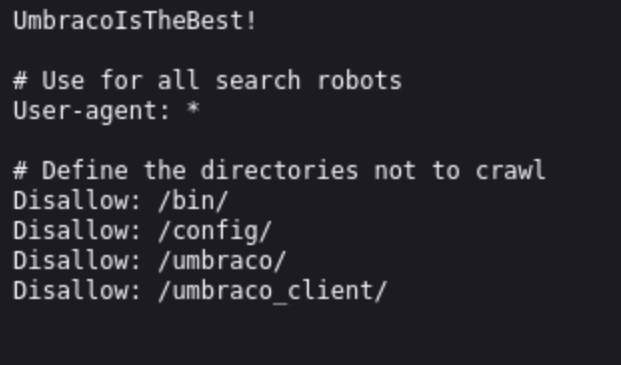 UmbracoIsTheBest!
# Use for all search robots
User-agent: *
# Define the directories not to crawl
Disallow: /bin/
Disallow: /config/
Disallow: /umbraco/
Disallow: /umbraco_client/